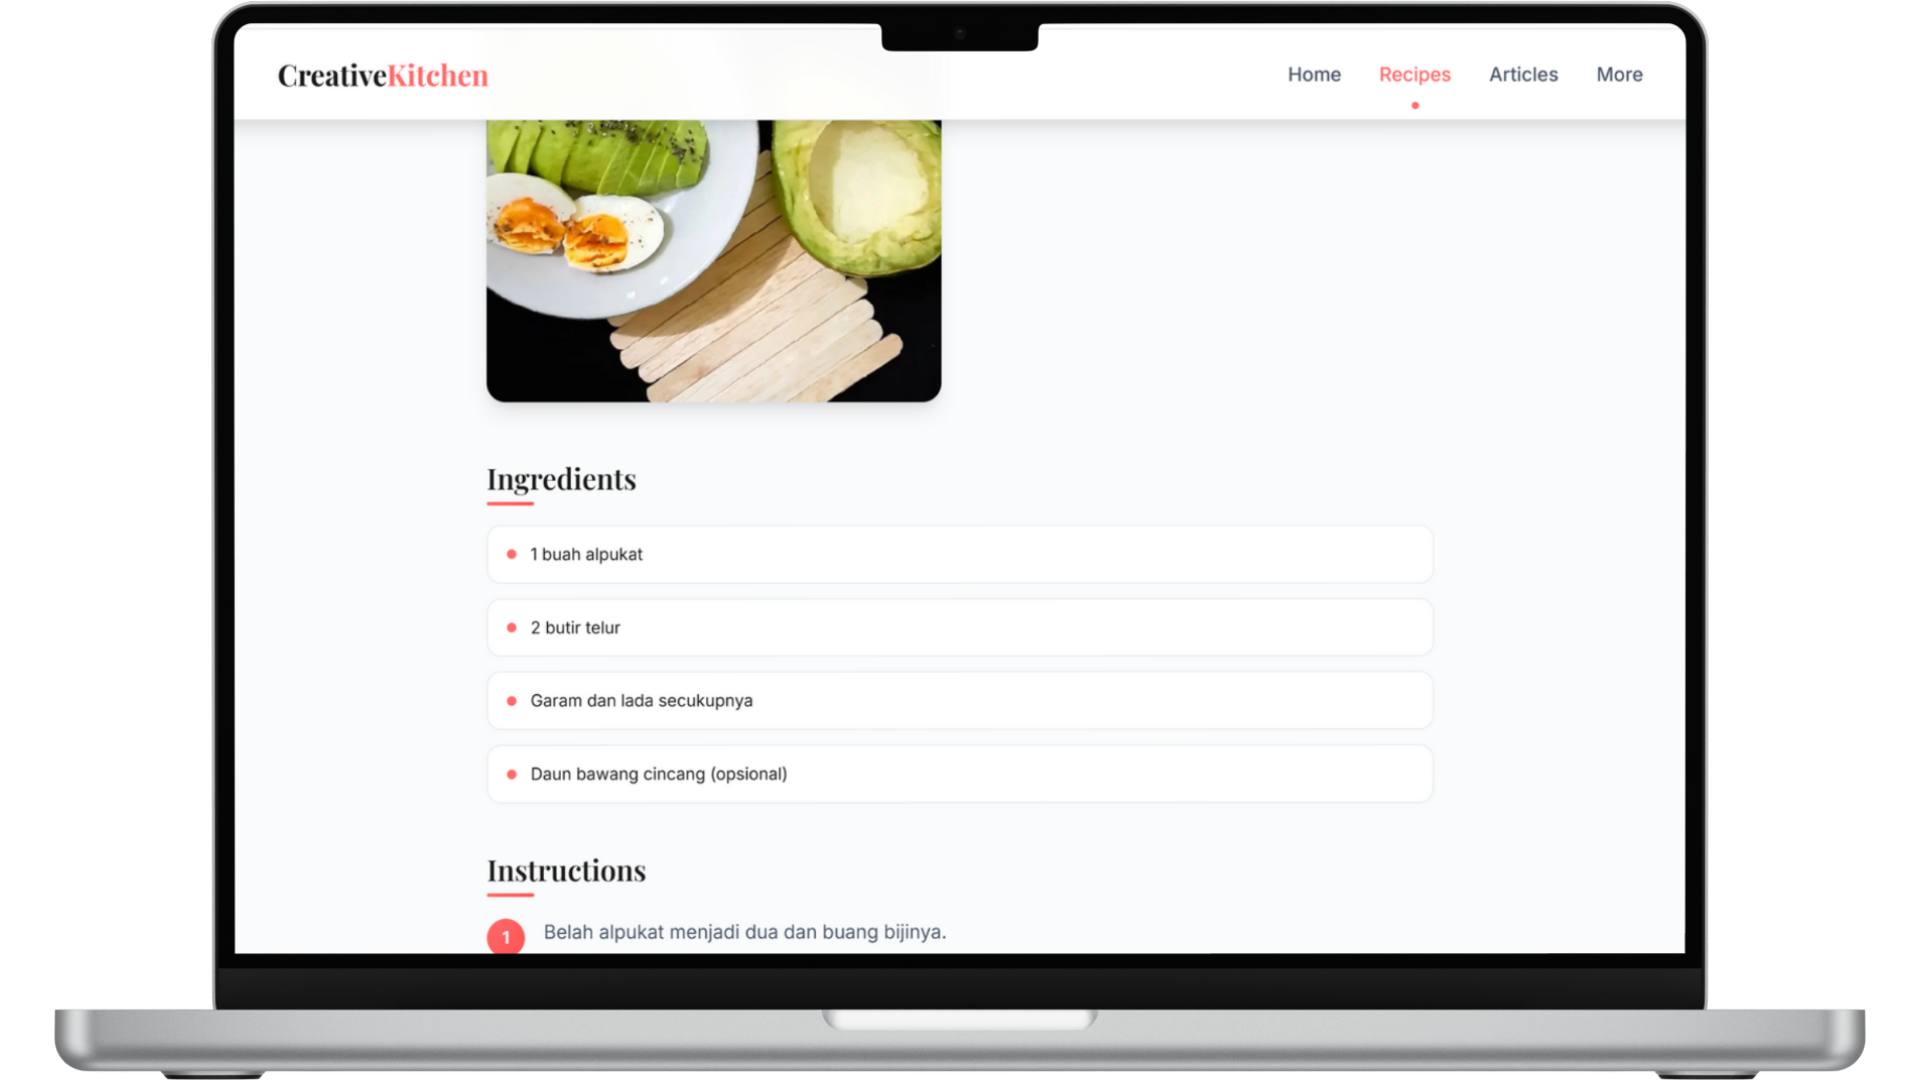 CreativeKitchen
Home Recipes Articles More
Ingredients
1 buah alpukat
2 butir telur
Garam dan lada secukupnya
Daun bawang cincang (opsional)
Instructions
1 Belah alpukat menjadi dua dan buang bijinya.